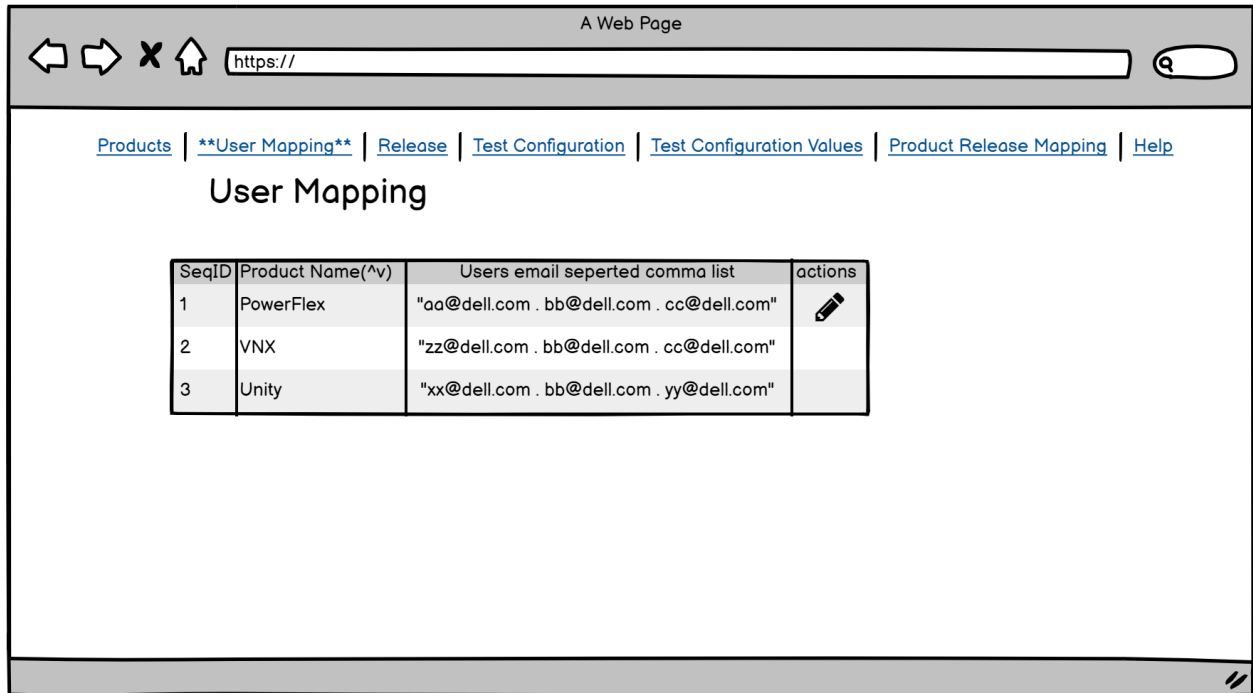 A Web Page
https://
Products | **User Mapping** | Release | Test Configuration | Test Configuration Values | Product Release Mapping | Help
User Mapping
SeqID Product Name(^v) Users email seperted comma list actions
1 PowerFlex "aa@dell.com . bb@dell.com . cc@dell.com"
2 VNX "zz@dell.com . bb@dell.com . cc@dell.com"
3 Unity "xx@dell.com . bb@dell.com . yy@dell.com"